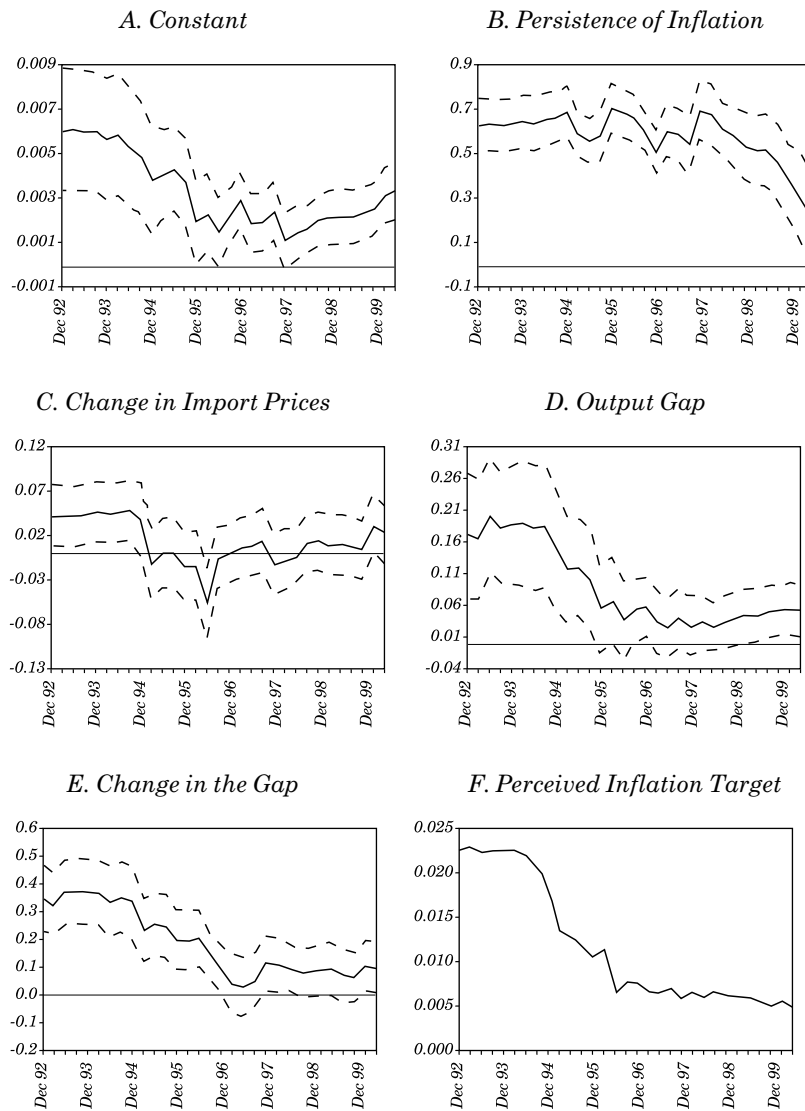 A. Constant
0.009
0.007
0.005
0.003
0.001
-0.001
Dec 92
Dec 93
Dec 94
Dec 95
Dec 96
Dec 97
Dec 98
Dec 99
B. Persistence of Inflation
0.9
0.7
0.5
0.3
0.1
-0.1
Dec 92
Dec 93
Dec 94
Dec 95
Dec 96
Dec 97
Dec 98
Dec 99
C. Change in Import Prices
0.12
0.07
0.02
-0.03
-0.08
-0.13
Dec 92
Dec 93
Dec 94
Dec 95
Dec 96
Dec 97
Dec 98
Dec 99
D. Output Gap
0.31
0.26
0.21
0.16
0.11
0.06
0.01
-0.04
Dec 92
Dec 93
Dec 94
Dec 95
Dec 96
Dec 97
Dec 98
Dec 99
E. Change in the Gap
0.6
0.5
0.4
0.3
0.2
0.1
0.0
-0.1
-0.2
Dec 92
Dec 93
Dec 94
Dec 95
Dec 96
Dec 97
Dec 98
Dec 99
F. Perceived Inflation Target
0.025
0.020
0.015
0.010
0.005
0.000
Dec 92
Dec 93
Dec 94
Dec 95
Dec 96
Dec 97
Dec 98
Dec 99